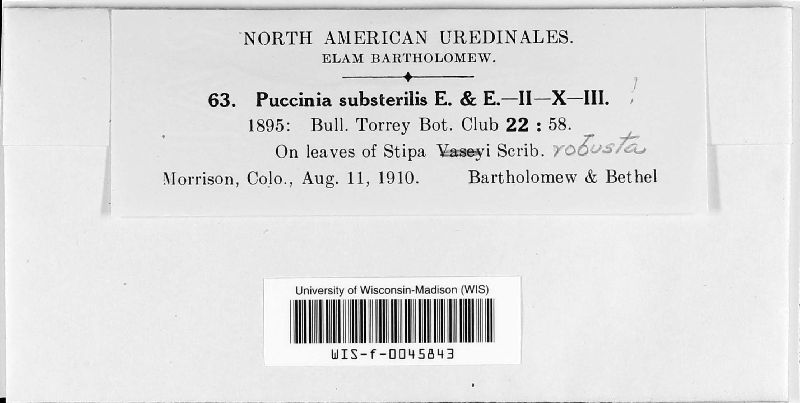 NORTH AMERICAN UREDINALES.
ELAM BARTHOLOMEW.
63. Puccinia substerilis E. & E.—II—X—III. !
1895: Bull. Torrey Bot. Club 22 : 58.
On leaves of Stipa Vaseyi Scrib. robusta
Morrison, Colo., Aug. 11, 1910. Bartholomew & Bethel
University of Wisconsin-Madison (WIS)
WIS-f-0045843